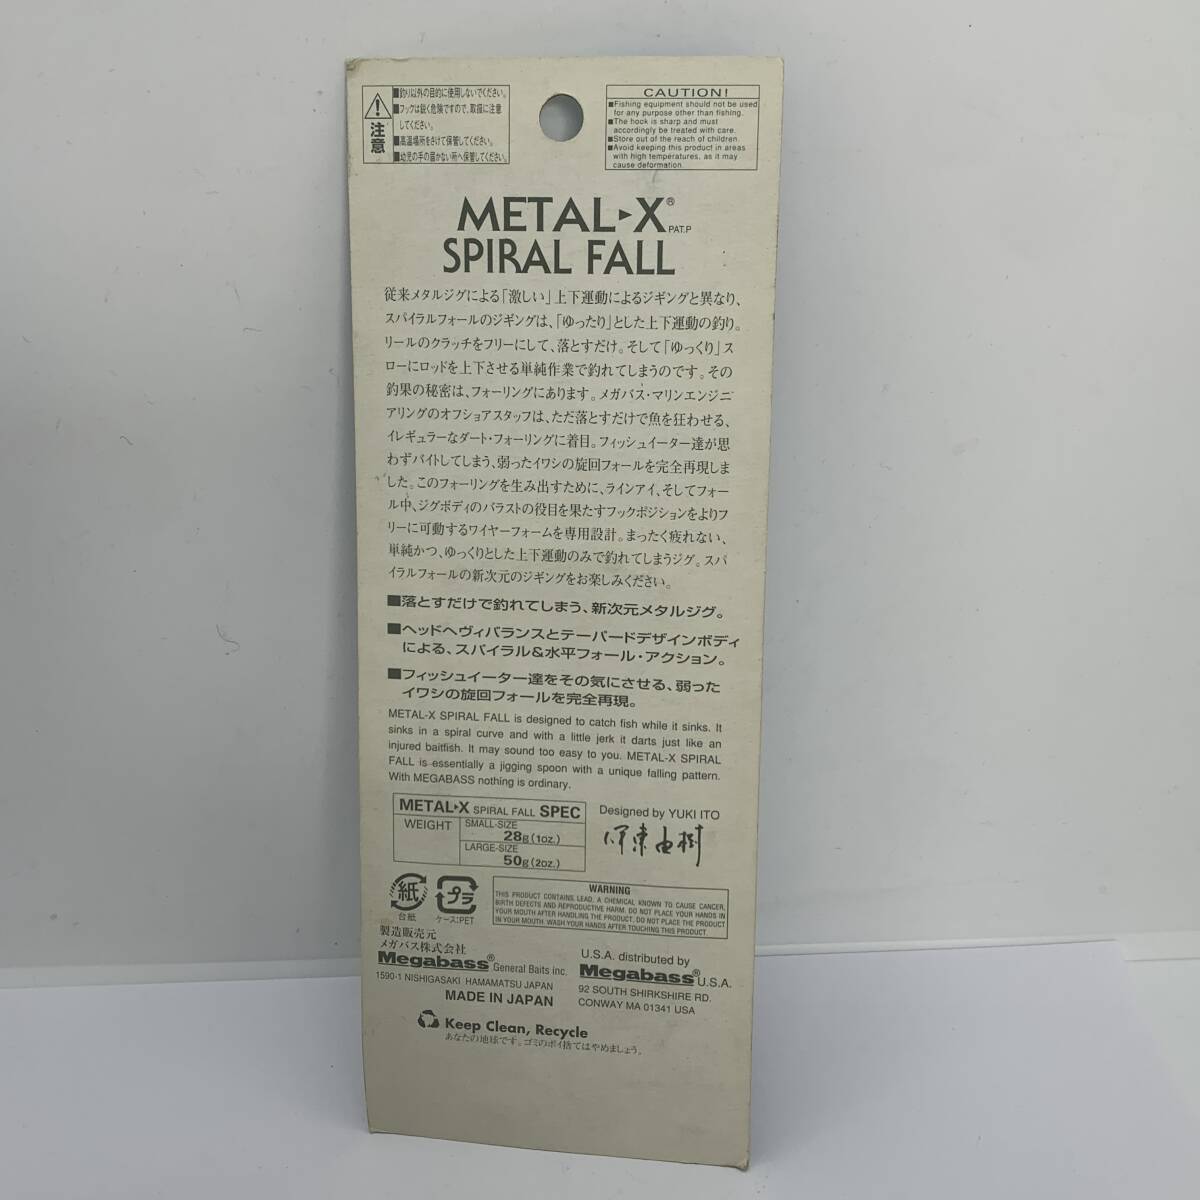 注意
■釣り以外の目的に使用しないでください。
■フックは鋭く危険ですので、取扱に注意
してください。
■高温場所をさけて保管してください。
■幼児の手の届かない所へ保管してください。
CAUTION!
■Fishing equipment should not be used
for any purpose other than fishing.
■The hook is sharp and must
accordingly be treated with care.
■Store out of the reach of children.
■Avoid keeping this product in areas
with high temperatures, as it may
cause deformation.
METAL▶X® PAT.P
SPIRAL FALL
従来メタルジグによる「激しい」上下運動によるジギングと異なり、
スパイラルフォールのジギングは、「ゆったり」とした上下運動の釣り。
リールのクラッチをフリーにして、落とすだけ。そして「ゆっくり」ス
ローにロッドを上下させる単純作業で釣れてしまうのです。その
釣果の秘密は、フォーリングにあります。メガバス・マリンエンジニ
アリングのオフショアスタッフは、ただ落とすだけで魚を狂わせる、
イレギュラーなダート・フォーリングに着目。フィッシュイーター達が思
わずバイトしてしまう、弱ったイワシの旋回フォールを完全再現しま
した。このフォーリングを生み出すために、ラインアイ、そしてフォー
ル中、ジグボディのバラストの役目を果たすフックポジションをよりフ
リーに可動するワイヤーフォームを専用設計。まったく疲れない、
単純かつ、ゆっくりとした上下運動のみで釣れてしまうジグ。スパ
イラルフォールの新次元のジギングをお楽しみください。
■落とすだけで釣れてしまう、新次元メタルジグ。
■ヘッドヘヴィバランスとテーパードデザインボディ
による、スパイラル&水平フォール・アクション。
■フィッシュイーター達をその気にさせる、弱った
イワシの旋回フォールを完全再現。
METAL-X SPIRAL FALL is designed to catch fish while it sinks. It
sinks in a spiral curve and with a little jerk it darts just like an
injured baitfish. It may sound too easy to you. METAL-X SPIRAL
FALL is essentially a jigging spoon with a unique falling pattern.
With MEGABASS nothing is ordinary.
METAL▶X SPIRAL FALL SPEC
WEIGHT
SMALL-SIZE
28g(1oz.)
LARGE-SIZE
50g(2oz.)
Designed by YUKI ITO
伊東由樹
紙
台紙
プラ
ケース:PET
WARNING
THIS PRODUCT CONTAINS LEAD, A CHEMICAL KNOWN TO CAUSE CANCER,
BIRTH DEFECTS AND REPRODUCTIVE HARM. DO NOT PLACE YOUR HANDS IN
YOUR MOUTH AFTER HANDLING THE PRODUCT. DO NOT PLACE THE PRODUCT
IN YOUR MOUTH. WASH YOUR HANDS AFTER TOUCHING THIS PRODUCT.
製造販売元
メガバス株式会社
Megabass® General Baits inc.
1590-1 NISHIGASAKI HAMAMATSU JAPAN
MADE IN JAPAN
U.S.A. distributed by
Megabass® U.S.A.
92 SOUTH SHIRKSHIRE RD.
CONWAY MA 01341 USA
Keep Clean, Recycle
あなたの地球です。ゴミのポイ捨てはやめましょう。